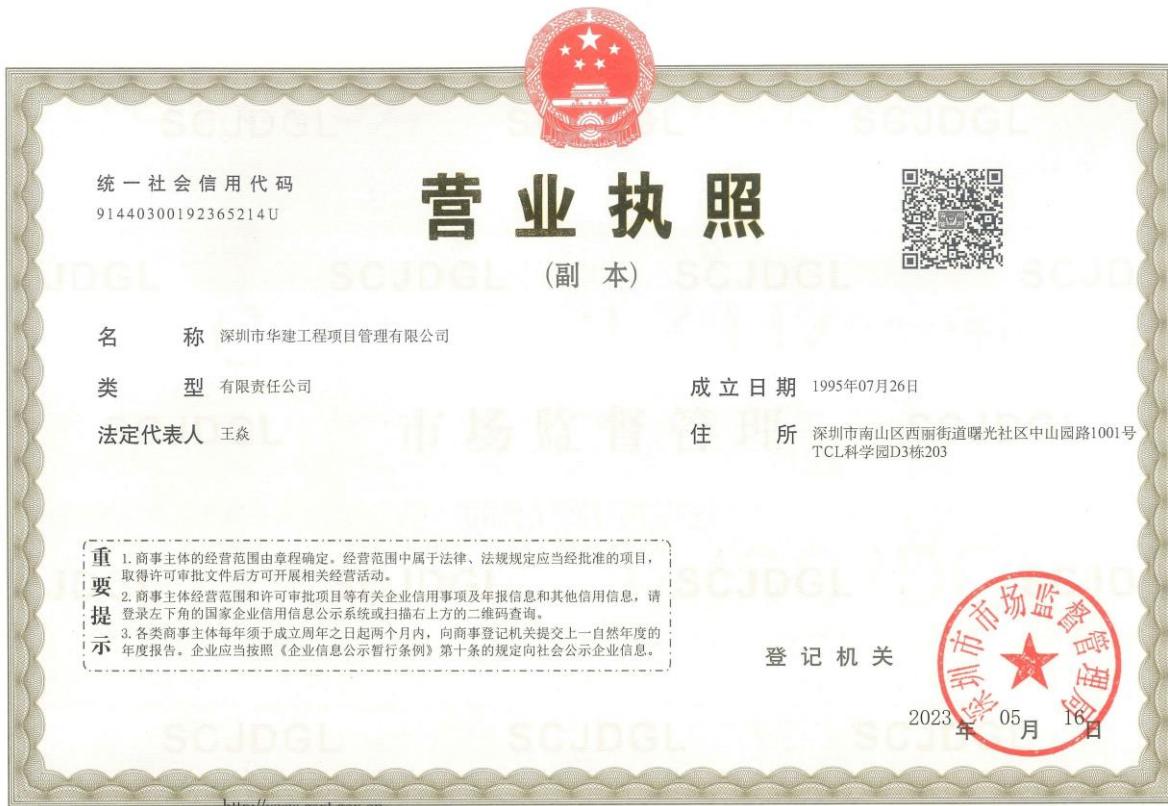 统一社会信用代码
91440300192365214U
营业执照
(副 本)
名 称 深圳市华建工程项目管理有限公司
类 型 有限责任公司
法定代表人 王焱
成立日期 1995年07月26日
住 所 深圳市南山区西丽街道曙光社区中山园路1001号
TCL科学园D3栋203
重要提示
1. 商事主体的经营范围由章程确定。经营范围中属于法律、法规规定应当经批准的项目，
取得许可审批文件后方可开展相关经营活动。
2. 商事主体经营范围和许可审批项目等有关企业信用事项及年报信息和其他信用信息，请
登录左下角的国家企业信用信息公示系统或扫描右上方的二维码查询。
3. 各类商事主体每年须于成立周年之日起两个月内，向商事登记机关提交上一自然年度的
年度报告。企业应当按照《企业信息公示暂行条例》第十条的规定向社会公示企业信息。
登记机关
深圳市市场监督管理局
2023年05月16日
SCJDGL SCJDGL SCJDGL
市场监督管理